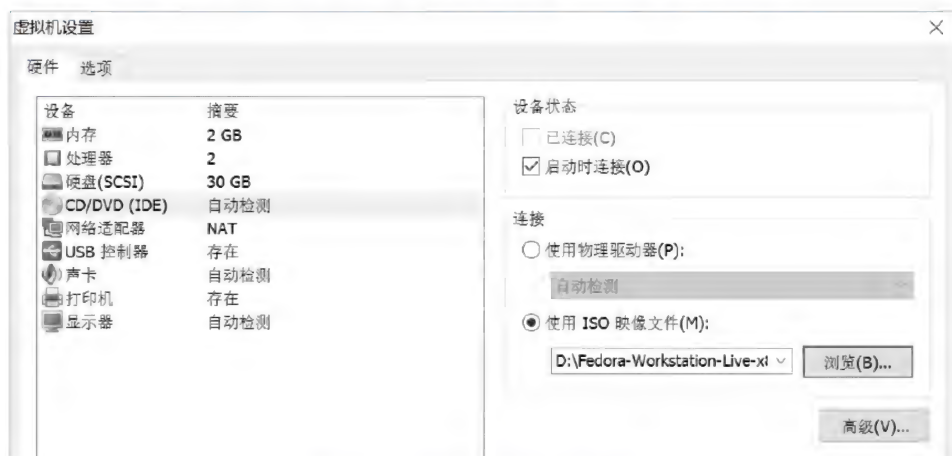 虚拟机设置
硬件 选项
设备 摘要
内存 2 GB
处理器 2
硬盘(SCSI) 30 GB
CD/DVD (IDE) 自动检测
网络适配器 NAT
USB 控制器 存在
声卡 自动检测
打印机 存在
显示器 自动检测
设备状态
已连接(C)
启动时连接(O)
连接
使用物理驱动器(P):
自动检测
使用 ISO 映像文件(M):
D:\Fedora-Workstation-Live-x 浏览(B)...
高级(V)...